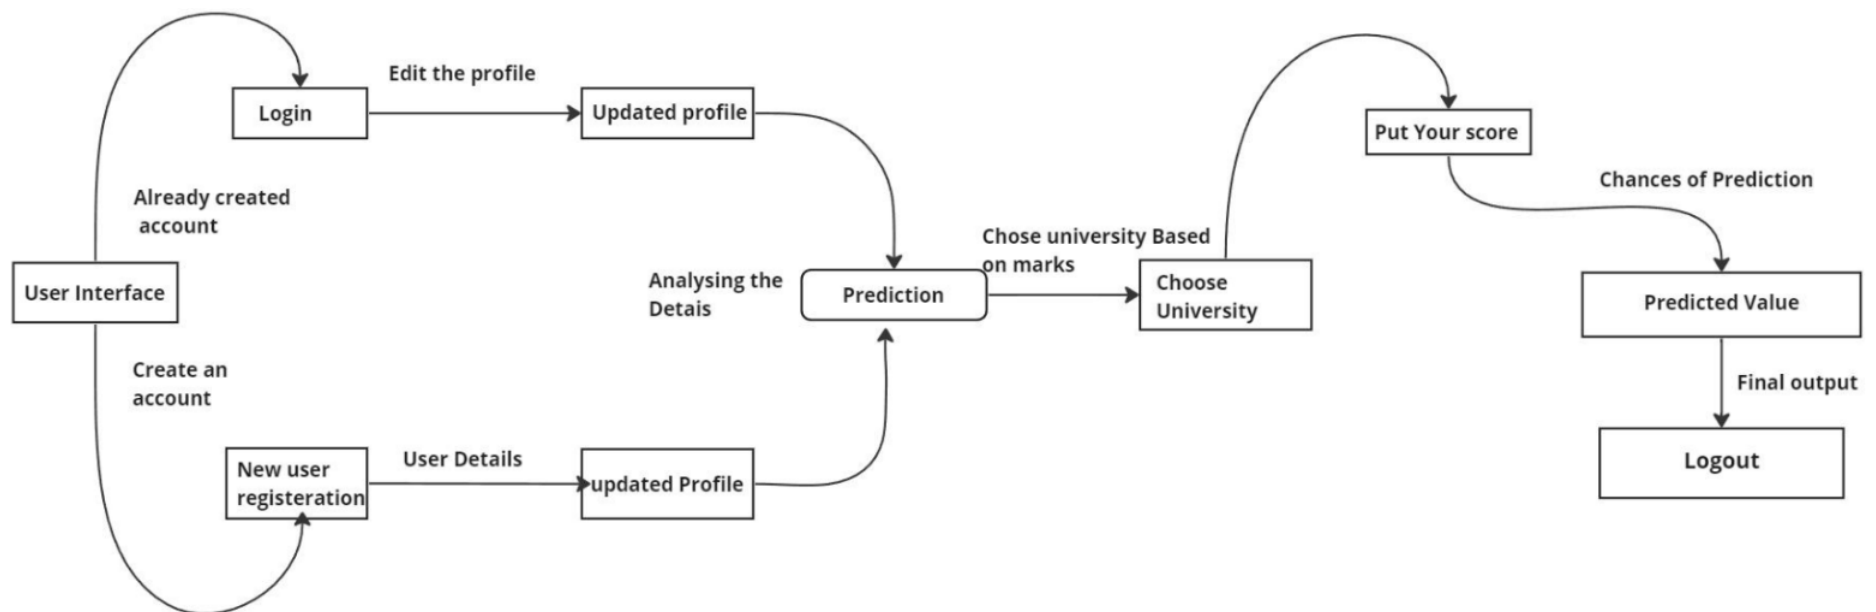 Edit the profile
Login
Updated profile
Already created
account
User Interface
Create an
account
New user
registeration
User Details
updated Profile
Analysing the
Detais
Prediction
Chose university Based
on marks
Choose
University
Put Your score
Chances of Prediction
Predicted Value
Final output
Logout